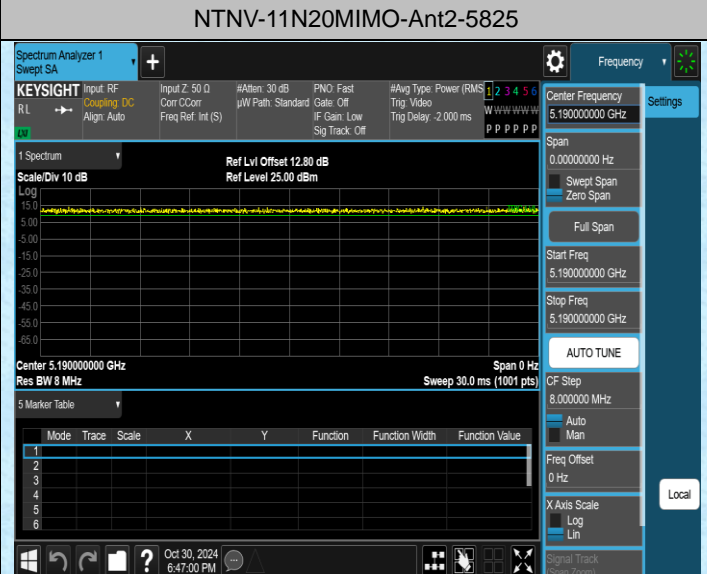 NTNV-11N20MIMO-Ant2-5825
Spectrum Analyzer 1
Swept SA
Frequency
KEYSIGHT
RL
Input: RF
Coupling: DC
Align: Auto
Input Z: 50 Ω
Corr CCorr
Freq Ref: Int (S)
#Atten: 30 dB
µW Path: Standard
PNO: Fast
Gate: Off
IF Gain: Low
Sig Track: Off
#Avg Type: Power (RMS
Trig: Video
Trig Delay: -2.000 ms
1 2 3 4 5 6
W W W W W W
P P P P P P
1 Spectrum
Scale/Div 10 dB
Ref Lvl Offset 12.80 dB
Ref Level 25.00 dBm
Log
15.0
5.00
-5.00
-15.0
-25.0
-35.0
-45.0
-55.0
-65.0
Center 5.190000000 GHz
Span 0 Hz
Res BW 8 MHz
Sweep 30.0 ms (1001 pts)
5 Marker Table
Mode Trace Scale X Y Function Function Width Function Value
1
2
3
4
5
6
Oct 30, 2024
6:47:00 PM
Center Frequency
5.190000000 GHz
Settings
Span
0.00000000 Hz
Swept Span
Zero Span
Full Span
Start Freq
5.190000000 GHz
Stop Freq
5.190000000 GHz
AUTO TUNE
CF Step
8.000000 MHz
Auto
Man
Freq Offset
0 Hz
X Axis Scale
Log
Lin
Local
Signal Track
(Span Zoom)